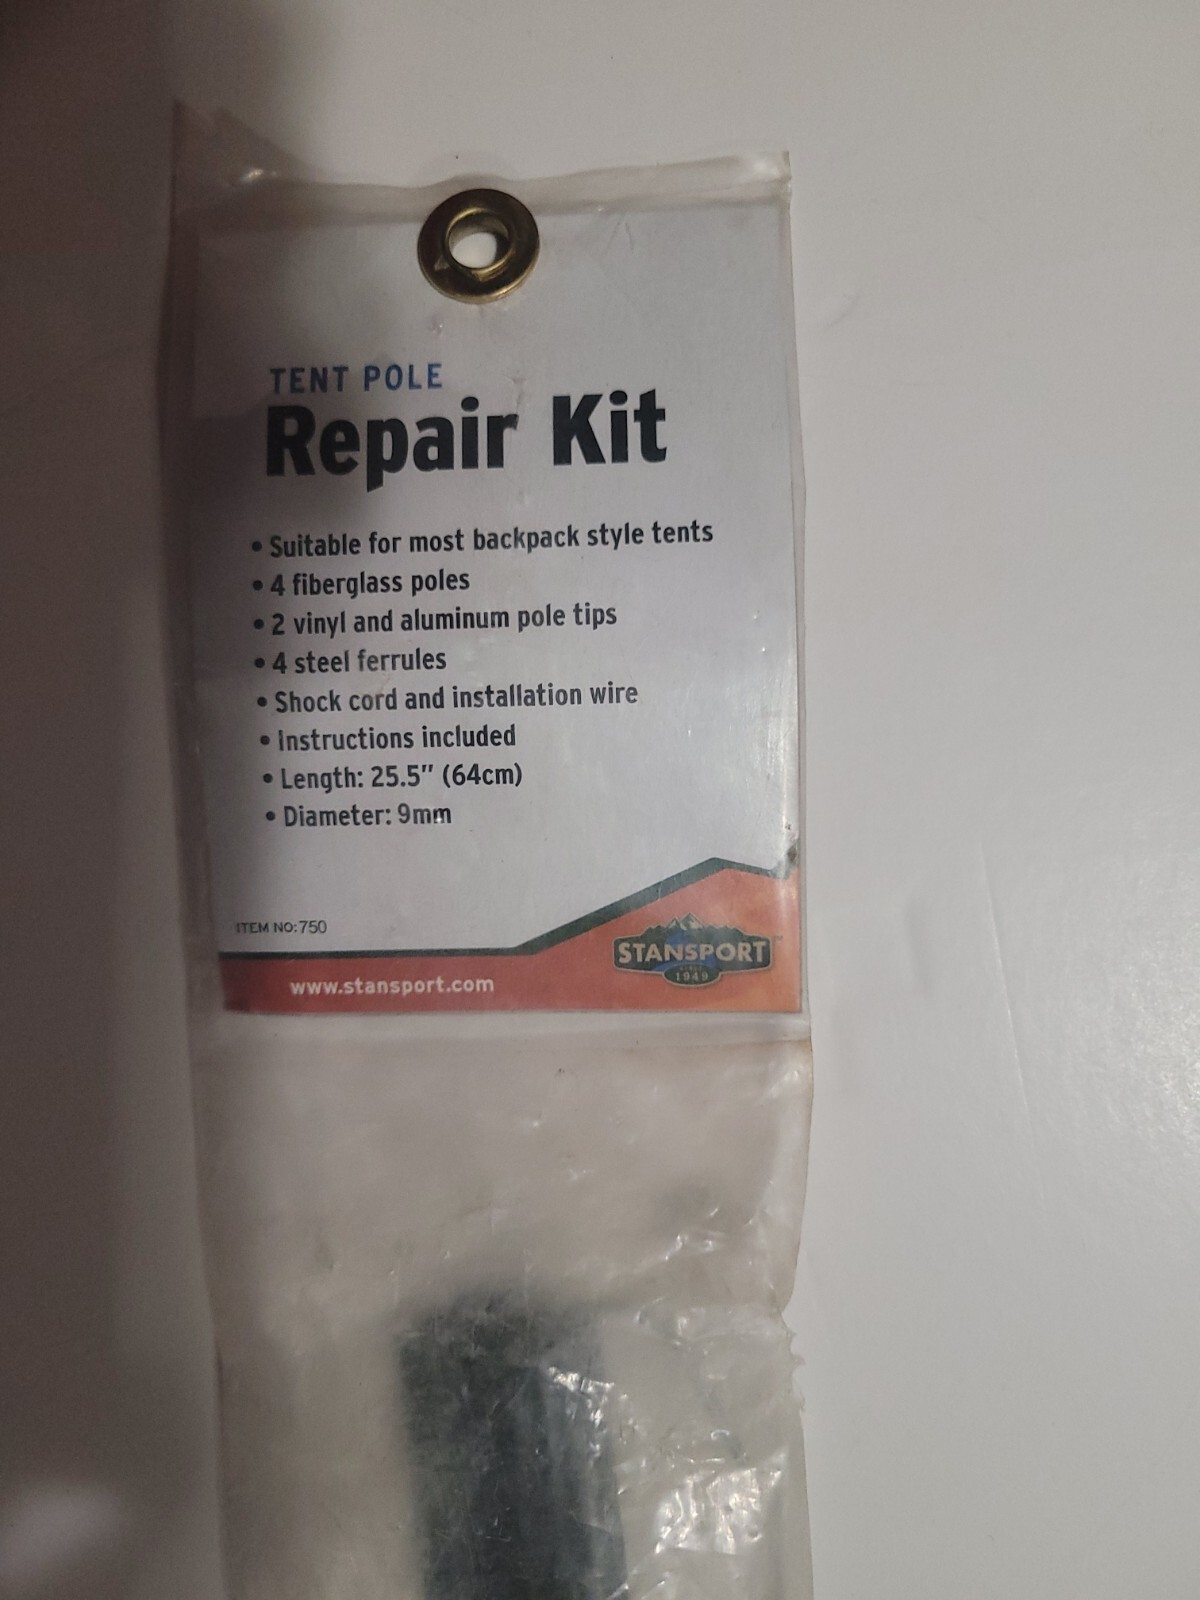 TENT POLE
Repair Kit
• Suitable for most backpack style tents
• 4 fiberglass poles
• 2 vinyl and aluminum pole tips
• 4 steel ferrules
• Shock cord and installation wire
• Instructions included
• Length: 25.5" (64cm)
• Diameter: 9mm
ITEM NO:750
STANSPORT™
SINCE
1949
www.stansport.com